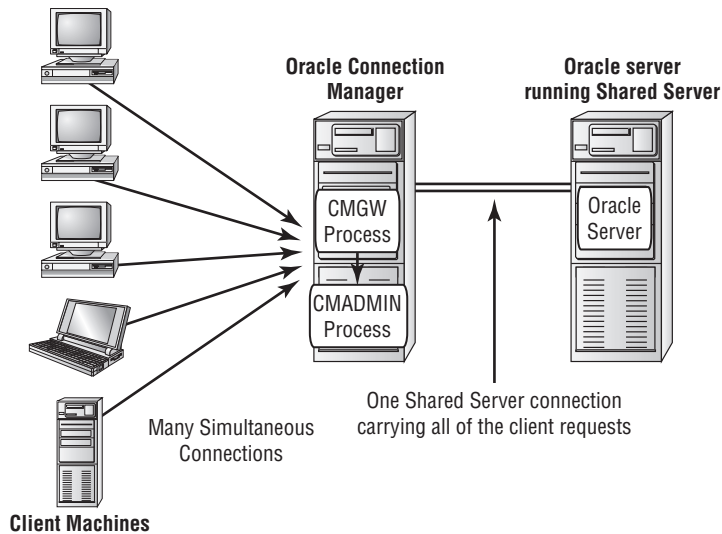 Oracle Connection
Manager
Oracle server
running Shared Server
CMGW
Process
Oracle
Server
CMADMIN
Process
Many Simultaneous
Connections
One Shared Server connection
carrying all of the client requests
Client Machines